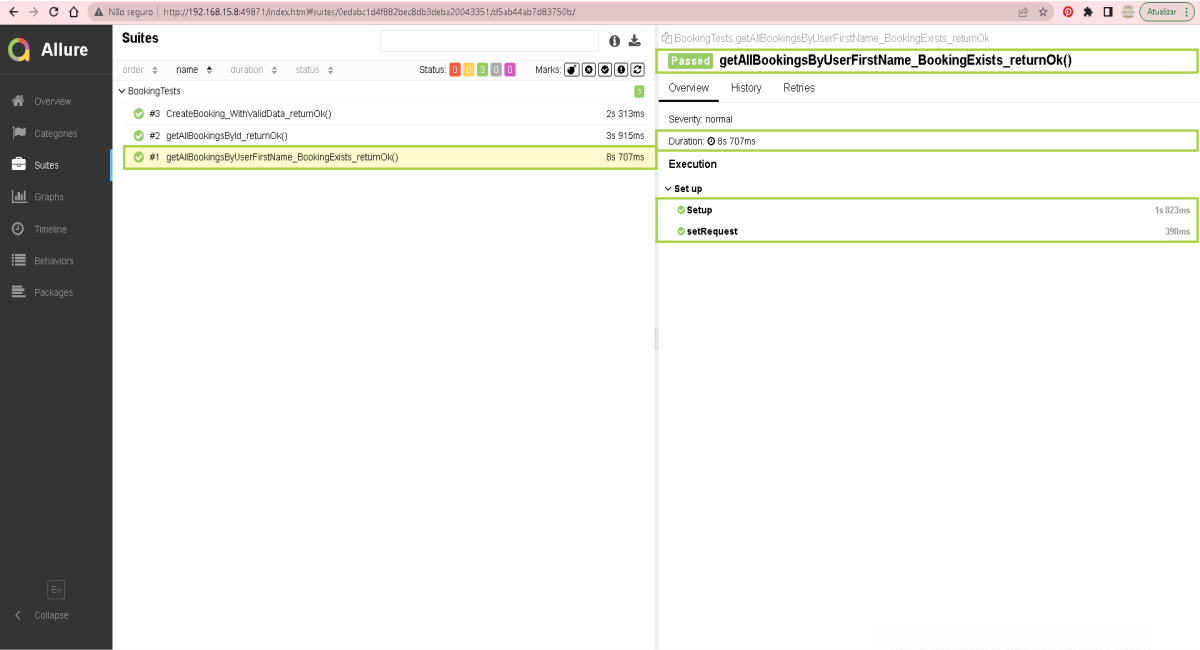 Não seguro http://192.168.15.8:49871/index.html#suites/0edabc1d4f882bec8db3deba20043351/d5ab44ab7d83750b/
Atualizar
Allure
Overview
Categories
Suites
Graphs
Timeline
Behaviors
Packages
En
Collapse
Suites
order name duration status Status: 0 0 3 0 0 Marks:
BookingTests 3
#3 CreateBooking_WithValidData_returnOk() 2s 313ms
#2 getAllBookingsById_returnOk() 3s 915ms
#1 getAllBookingsByUserFirstName_BookingExists_returnOk() 8s 707ms
BookingTests.getAllBookingsByUserFirstName_BookingExists_returnOk
Passed getAllBookingsByUserFirstName_BookingExists_returnOk()
Overview History Retries
Severity: normal
Duration: 8s 707ms
Execution
Set up
Setup 1s 823ms
setRequest 390ms